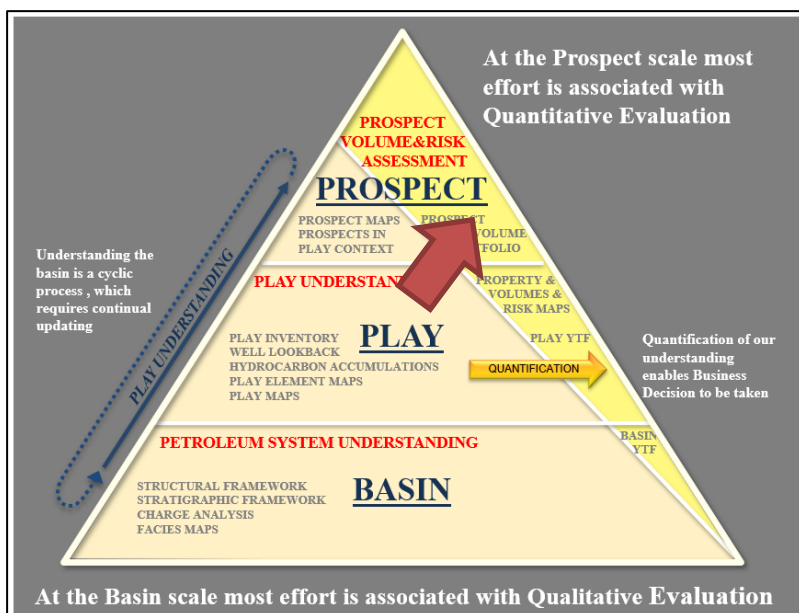 At the Prospect scale most
effort is associated with
Quantitative Evaluation
PROSPECT
VOLUME&RISK
ASSESSMENT
PROSPECT
PROSPECT MAPS
PROSPECTS IN
PLAY CONTEXT
PROSPECT
VOLUME
TFOLIO
Understanding the
basin is a cyclic
process , which
requires continual
updating
PLAY UNDERSTANDING
PLAY UNDERSTAN
PROPERTY &
VOLUMES &
RISK MAPS
PLAY
PLAY INVENTORY
WELL LOOKBACK
HYDROCARBON ACCUMULATIONS
PLAY ELEMENT MAPS
PLAY MAPS
PLAY YTF
QUANTIFICATION
Quantification of our
understanding
enables Business
Decision to be taken
PETROLEUM SYSTEM UNDERSTANDING
BASIN
YTF
BASIN
STRUCTURAL FRAMEWORK
STRATIGRAPHIC FRAMEWORK
CHARGE ANALYSIS
FACIES MAPS
At the Basin scale most effort is associated with Qualitative Evaluation